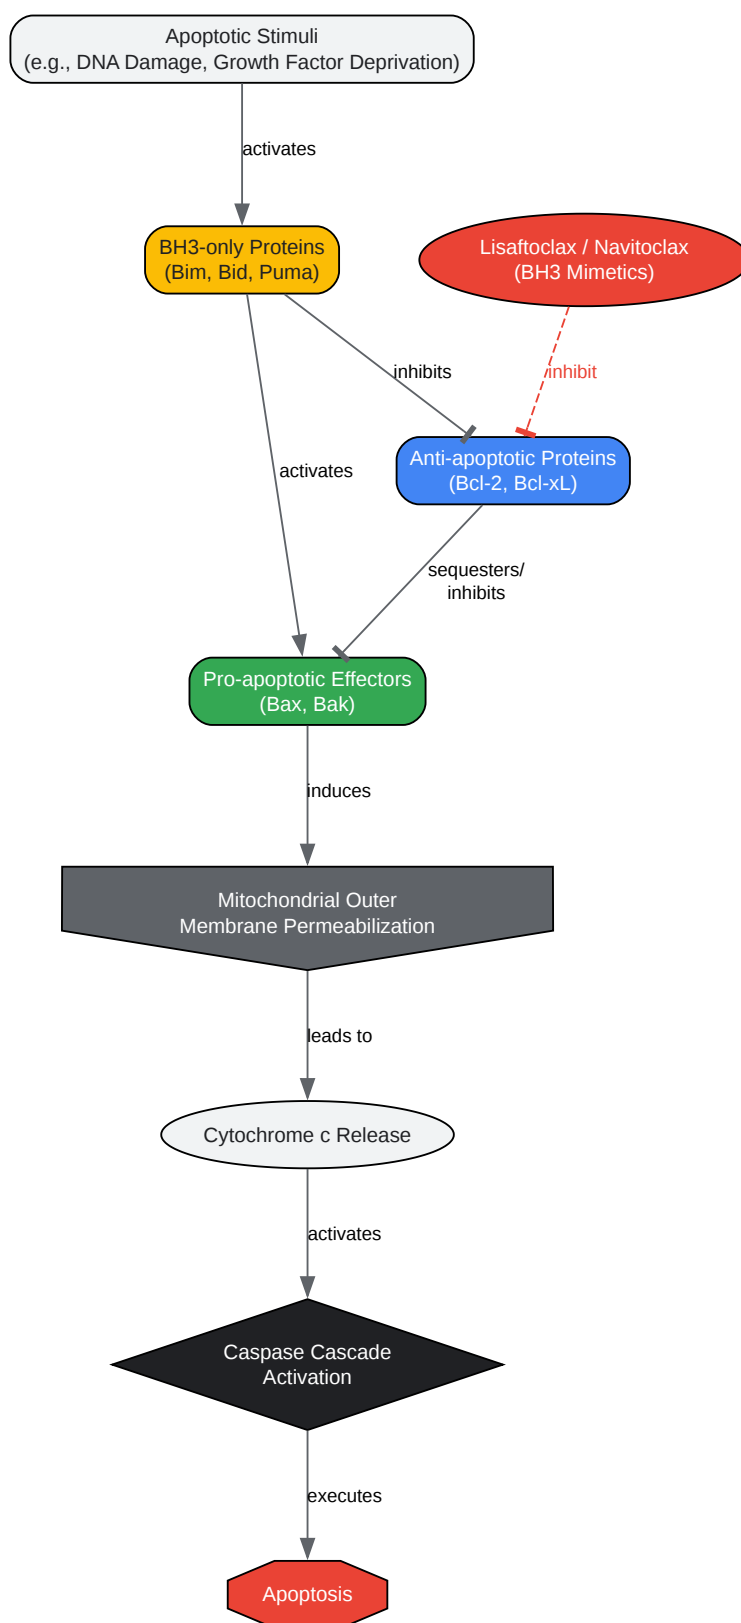 Apoptotic Stimuli
(e.g., DNA Damage, Growth Factor Deprivation)
activates
BH3-only Proteins
(Bim, Bid, Puma)
Lisaftoclax / Navitoclax
(BH3 Mimetics)
inhibits
inhibit
Anti-apoptotic Proteins
(Bcl-2, Bcl-xL)
activates
sequesters/
inhibits
Pro-apoptotic Effectors
(Bax, Bak)
induces
Mitochondrial Outer
Membrane Permeabilization
leads to
Cytochrome c Release
activates
Caspase Cascade
Activation
executes
Apoptosis